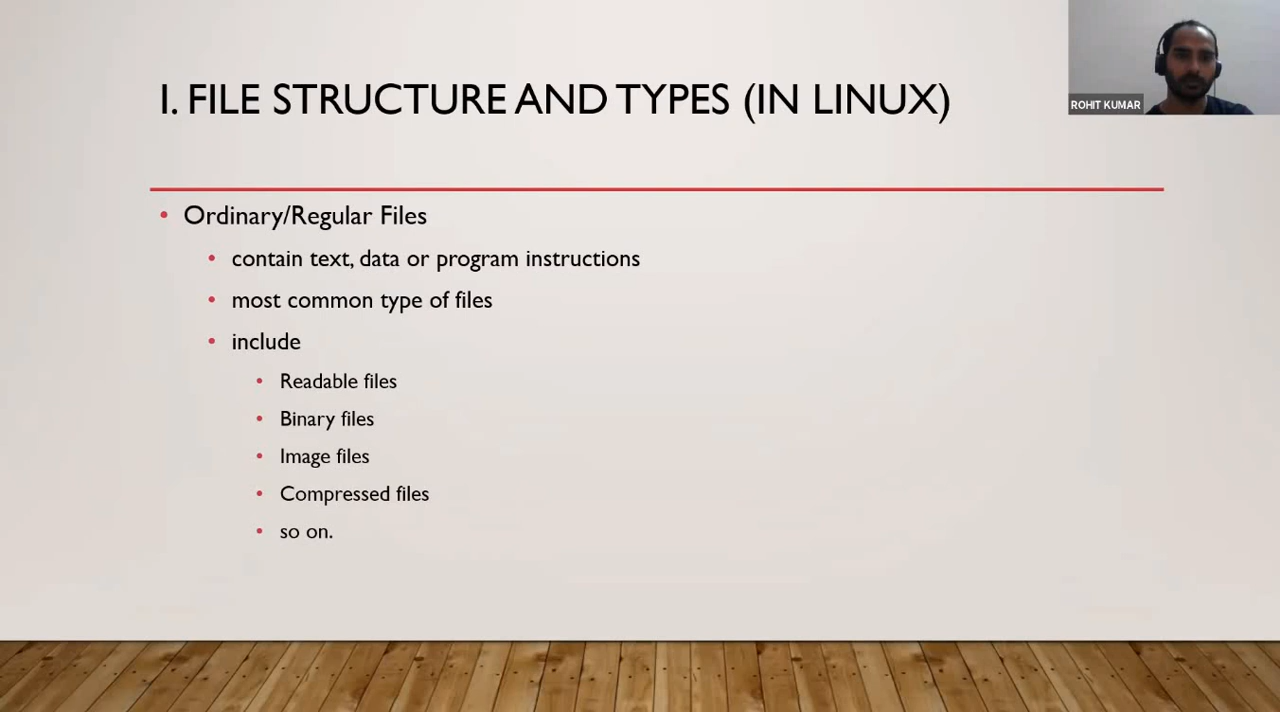 I. FILE STRUCTURE AND TYPES (IN LINUX)
ROHIT KUMAR
• Ordinary/Regular Files
• contain text, data or program instructions
• most common type of files
• include
• Readable files
• Binary files
• Image files
• Compressed files
• so on.